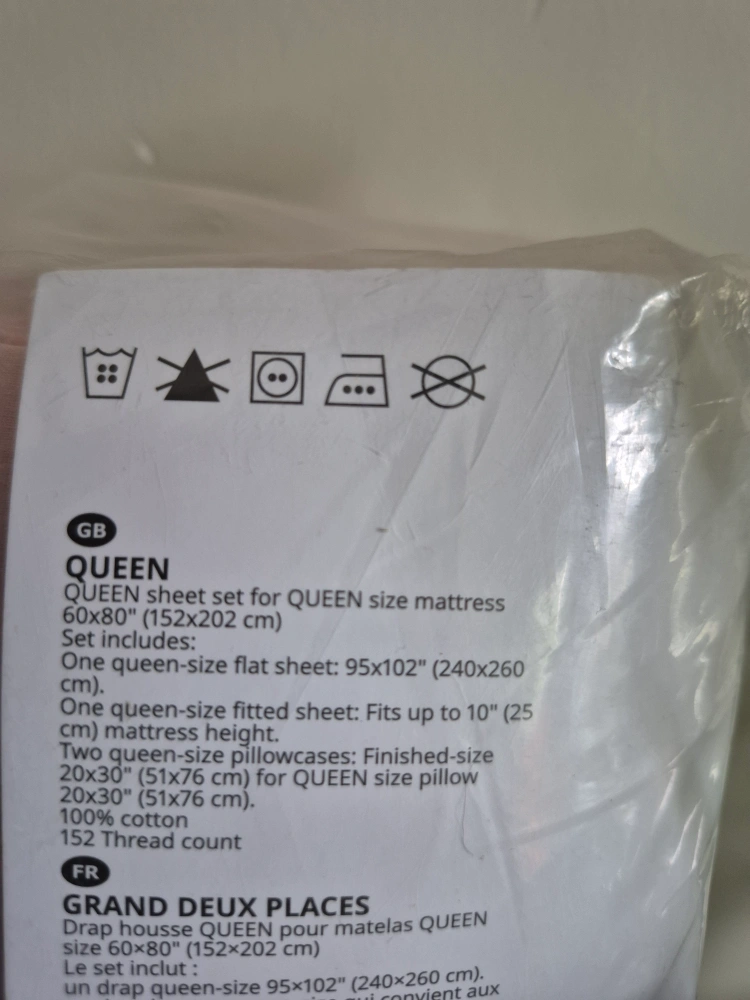 GB
QUEEN
QUEEN sheet set for QUEEN size mattress
60x80" (152x202 cm)
Set includes:
One queen-size flat sheet: 95x102" (240x260
cm).
One queen-size fitted sheet: Fits up to 10" (25
cm) mattress height.
Two queen-size pillowcases: Finished-size
20x30" (51x76 cm) for QUEEN size pillow
20x30" (51x76 cm).
100% cotton
152 Thread count
FR
GRAND DEUX PLACES
Drap housse QUEEN pour matelas QUEEN
size 60×80" (152×202 cm)
Le set inclut :
un drap queen-size 95×102" (240×260 cm).
qui convient aux